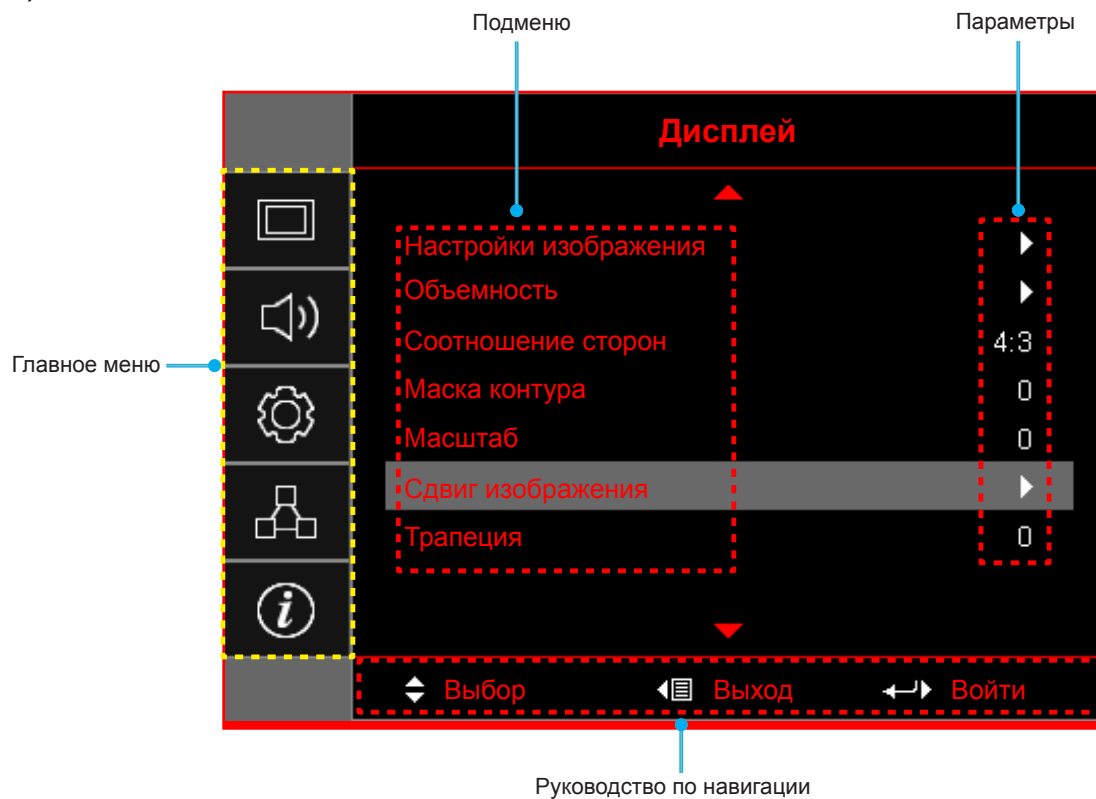 Подменю
Параметры
Дисплей
Настройки изображения
Объемность
Соотношение сторон 4:3
Маска контура 0
Масштаб 0
Сдвиг изображения
Трапеция 0
Главное меню
i
Выбор Выход Войти
Руководство по навигации